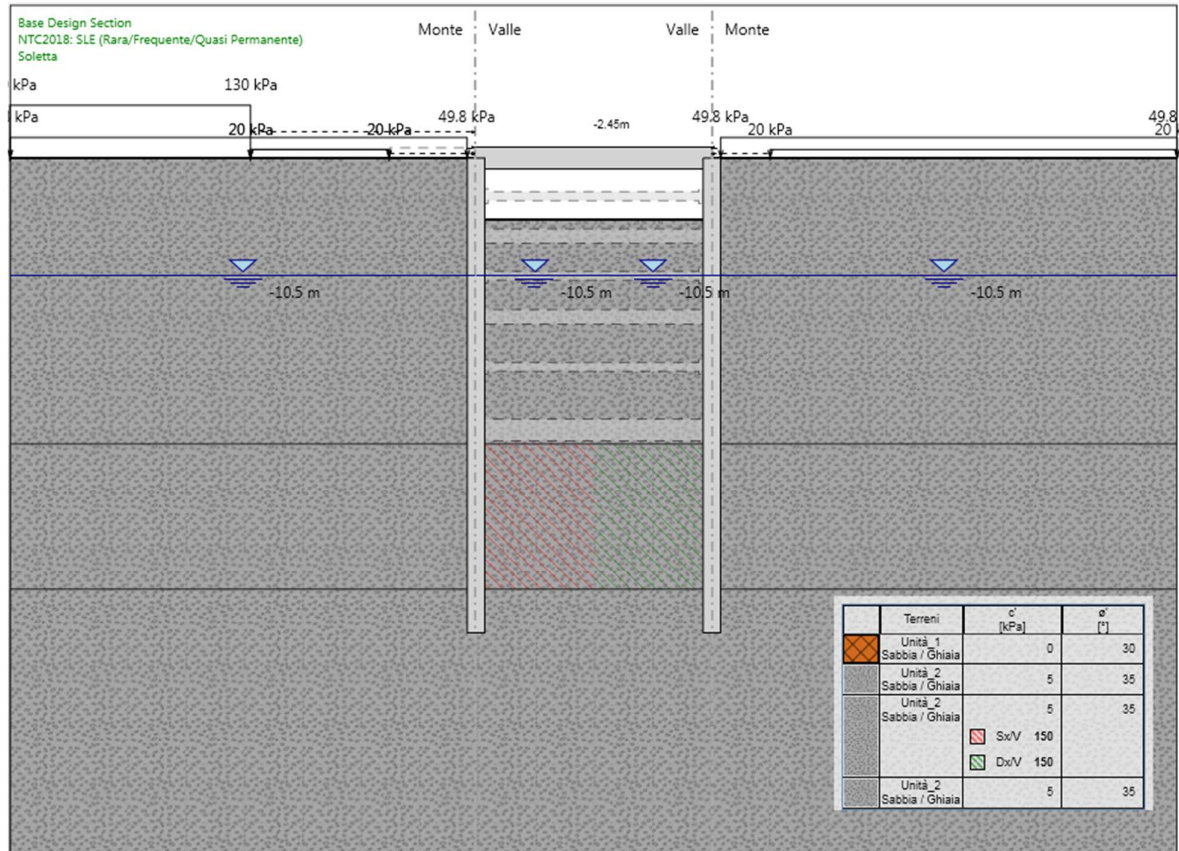 Base Design Section
NTC2018: SLE (Rara/Frequente/Quasi Permanente)
Soletta
Monte Valle Valle Monte
kPa 130 kPa
kPa 49.8 kPa -2.45m 49.8 kPa 49.8
20 kPa 20 kPa 20 kPa 20
-10.5 m -10.5 m -10.5 m -10.5 m
Terreni c' [kPa] ø' [°]
Unità_1
Sabbia / Ghiaia 0 30
Unità_2
Sabbia / Ghiaia 5 35
Unità_2
Sabbia / Ghiaia 5 35
Sx/V 150
Dx/V 150
Unità_2
Sabbia / Ghiaia 5 35